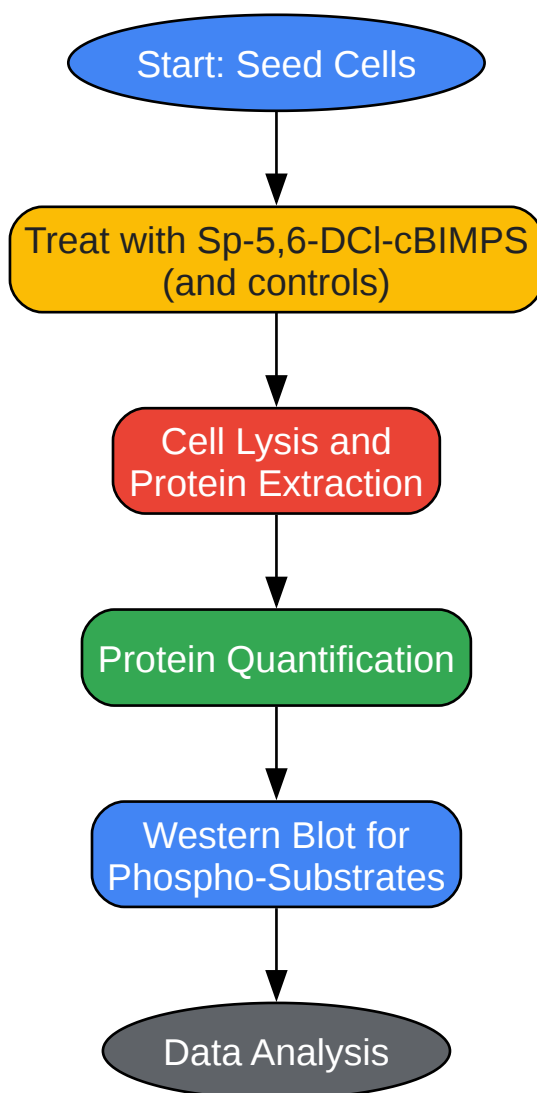 Start: Seed Cells
Treat with Sp-5,6-DCl-cBIMPS
(and controls)
Cell Lysis and
Protein Extraction
Protein Quantification
Western Blot for
Phospho-Substrates
Data Analysis